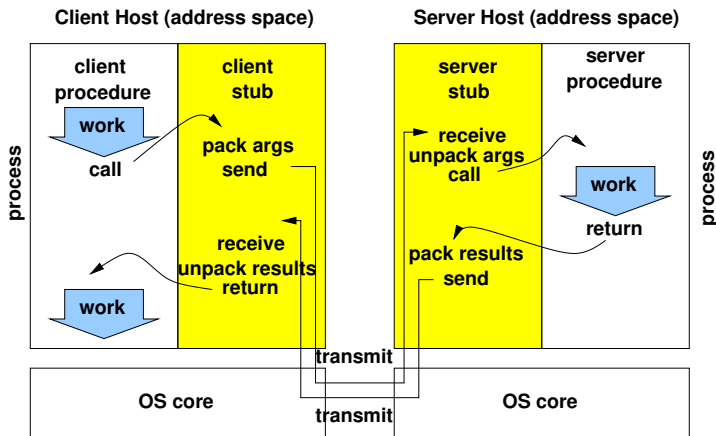 Client Host (address space)
Server Host (address space)
process
client
procedure
work
call
work
client
stub
pack args
send
receive
unpack results
return
server
stub
receive
unpack args
call
pack results
send
server
procedure
work
return
process
transmit
transmit
OS core
OS core